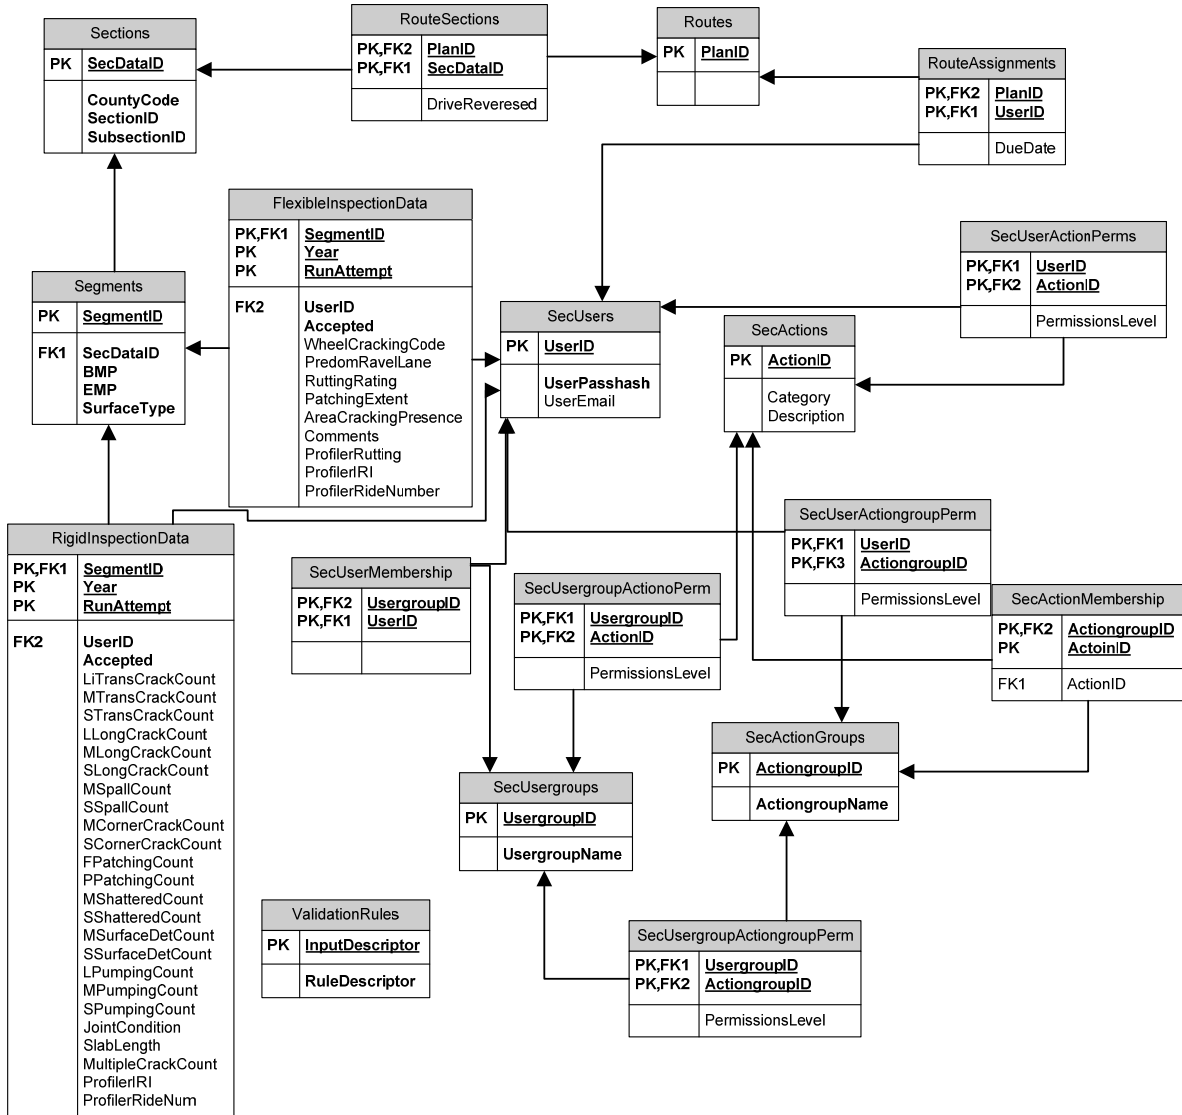 Sections
PK SecDataID
CountyCode
SectionID
SubsectionID
RouteSections
PK,FK2 PlanID
PK,FK1 SecDataID
DriveReveresed
Routes
PK PlanID
RouteAssignments
PK,FK2 PlanID
PK,FK1 UserID
DueDate
FlexibleInspectionData
PK,FK1 SegmentID
PK Year
PK RunAttempt
FK2 UserID
Accepted
WheelCrackingCode
PredomRavelLane
RuttingRating
PatchingExtent
AreaCrackingPresence
Comments
ProfilerRutting
ProfilerIRI
ProfilerRideNumber
SecUserActionPerms
PK,FK1 UserID
PK,FK2 ActionID
PermissionsLevel
Segments
PK SegmentID
FK1 SecDataID
BMP
EMP
SurfaceType
SecUsers
PK UserID
UserPasshash
UserEmail
SecActions
PK ActionID
Category
Description
RigidInspectionData
PK,FK1 SegmentID
PK Year
PK RunAttempt
FK2 UserID
Accepted
LiTransCrackCount
MTransCrackCount
STransCrackCount
LLongCrackCount
MLongCrackCount
SLongCrackCount
MSpallCount
SSpallCount
MCornerCrackCount
SCornerCrackCount
FPatchingCount
PPatchingCount
MShatteredCount
SShatteredCount
MSurfaceDetCount
SSurfaceDetCount
LPumpingCount
MPumpingCount
SPumpingCount
JointCondition
SlabLength
MultipleCrackCount
ProfilerIRI
ProfilerRideNum
SecUserMembership
PK,FK2 UsergroupID
PK,FK1 UserID
SecUsergroupActionoPerm
PK,FK1 UsergroupID
PK,FK2 ActionID
PermissionsLevel
SecUserActiongroupPerm
PK,FK1 UserID
PK,FK3 ActiongroupID
PermissionsLevel
SecActionMembership
PK,FK2 ActiongroupID
PK ActoinID
FK1 ActionID
SecActionGroups
PK ActiongroupID
ActiongroupName
SecUsergroups
PK UsergroupID
UsergroupName
ValidationRules
PK InputDescriptor
RuleDescriptor
SecUsergroupActiongroupPerm
PK,FK1 UsergroupID
PK,FK2 ActiongroupID
PermissionsLevel